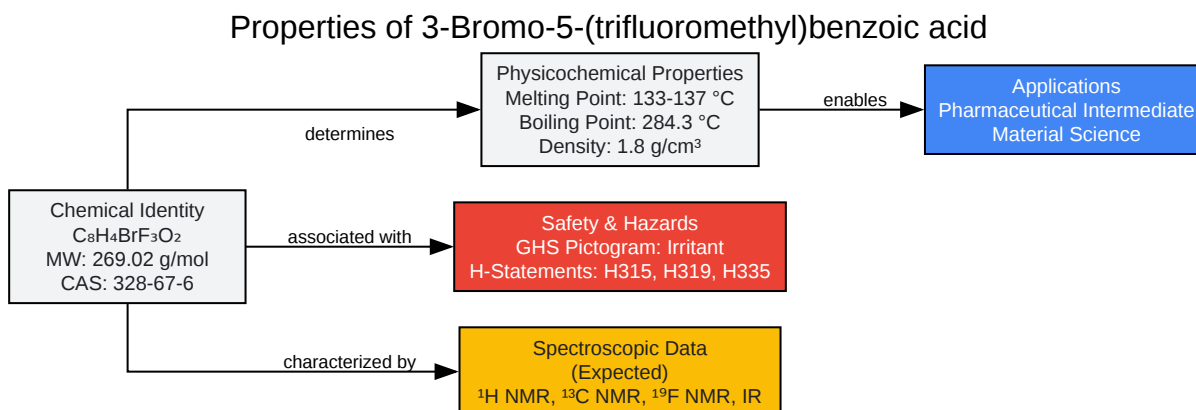 Properties of 3-Bromo-5-(trifluoromethyl)benzoic acid
Physicochemical Properties
Melting Point: 133-137 °C
Boiling Point: 284.3 °C
Density: 1.8 g/cm³
enables
Applications
Pharmaceutical Intermediate
Material Science
determines
Chemical Identity
C₈H₄BrF₃O₂
MW: 269.02 g/mol
CAS: 328-67-6
associated with
Safety & Hazards
GHS Pictogram: Irritant
H-Statements: H315, H319, H335
characterized by
Spectroscopic Data
(Expected)
¹H NMR, ¹³C NMR, ¹⁹F NMR, IR